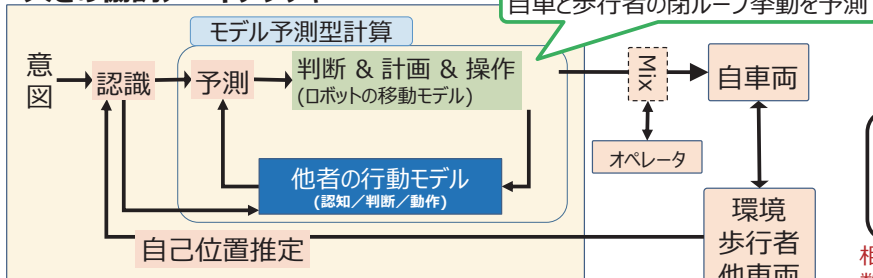 自車と歩行者の閉ループ挙動を予測
モデル予測型計算
意図
認識
予測
判断 & 計画 & 操作
(ロボットの移動モデル)
Mix
自車両
オペレータ
他者の行動モデル
(認知/判断/動作)
自己位置推定
環境
歩行者
他車両
相